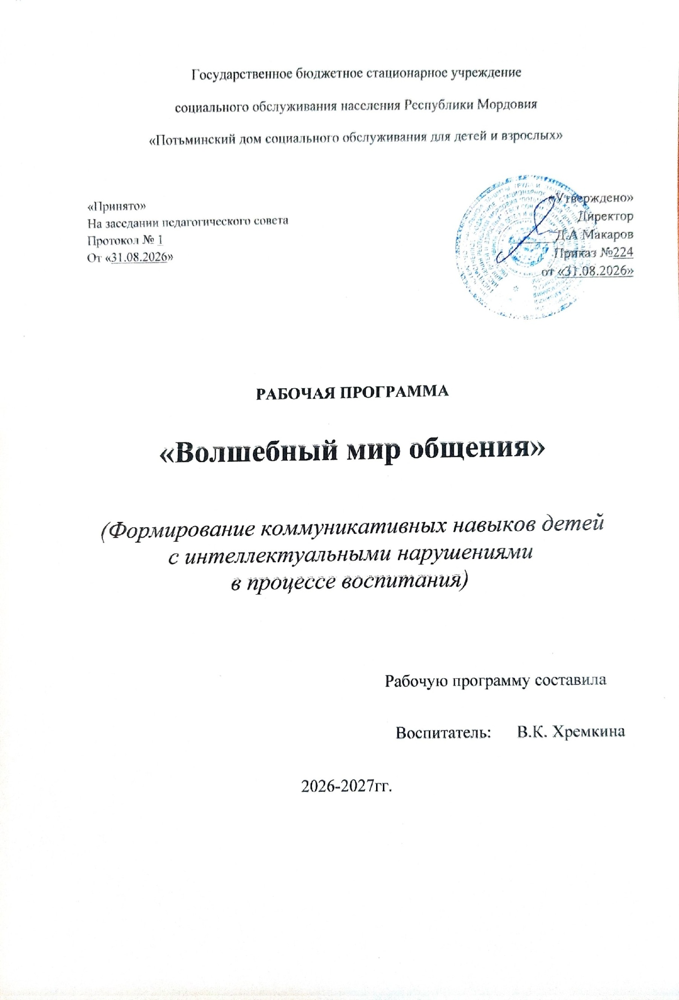 Государственное бюджетное стационарное учреждение
социального обслуживания населения Республики Мордовия
«Потьминский дом социального обслуживания для детей и взрослых»
«Принято»
На заседании педагогического совета
Протокол № 1
От «31.08.2026»
«Утверждено»
Директор
Д.А Макаров
Приказ №224
от «31.08.2026»
РАБОЧАЯ ПРОГРАММА
«Волшебный мир общения»
(Формирование коммуникативных навыков детей
с интеллектуальными нарушениями
в процессе воспитания)
Рабочую программу составила
Воспитатель: В.К. Хремкина
2026-2027гг.